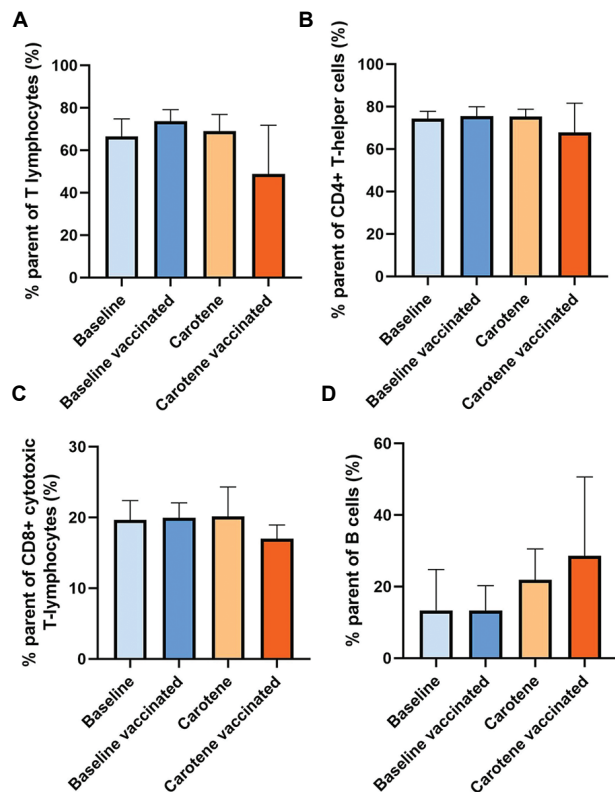 A
% parent of T lymphocytes (%)
100
80
60
40
20
0
Baseline
Baseline vaccinated
Carotene
Carotene vaccinated
B
% parent of CD4+ T-helper cells (%)
100
80
60
40
20
0
Baseline
Baseline vaccinated
Carotene
Carotene vaccinated
C
% parent of CD8+ cytotoxic
T-lymphocytes (%)
30
20
10
0
Baseline
Baseline vaccinated
Carotene
Carotene vaccinated
D
% parent of B cells (%)
60
40
20
0
Baseline
Baseline vaccinated
Carotene
Carotene vaccinated